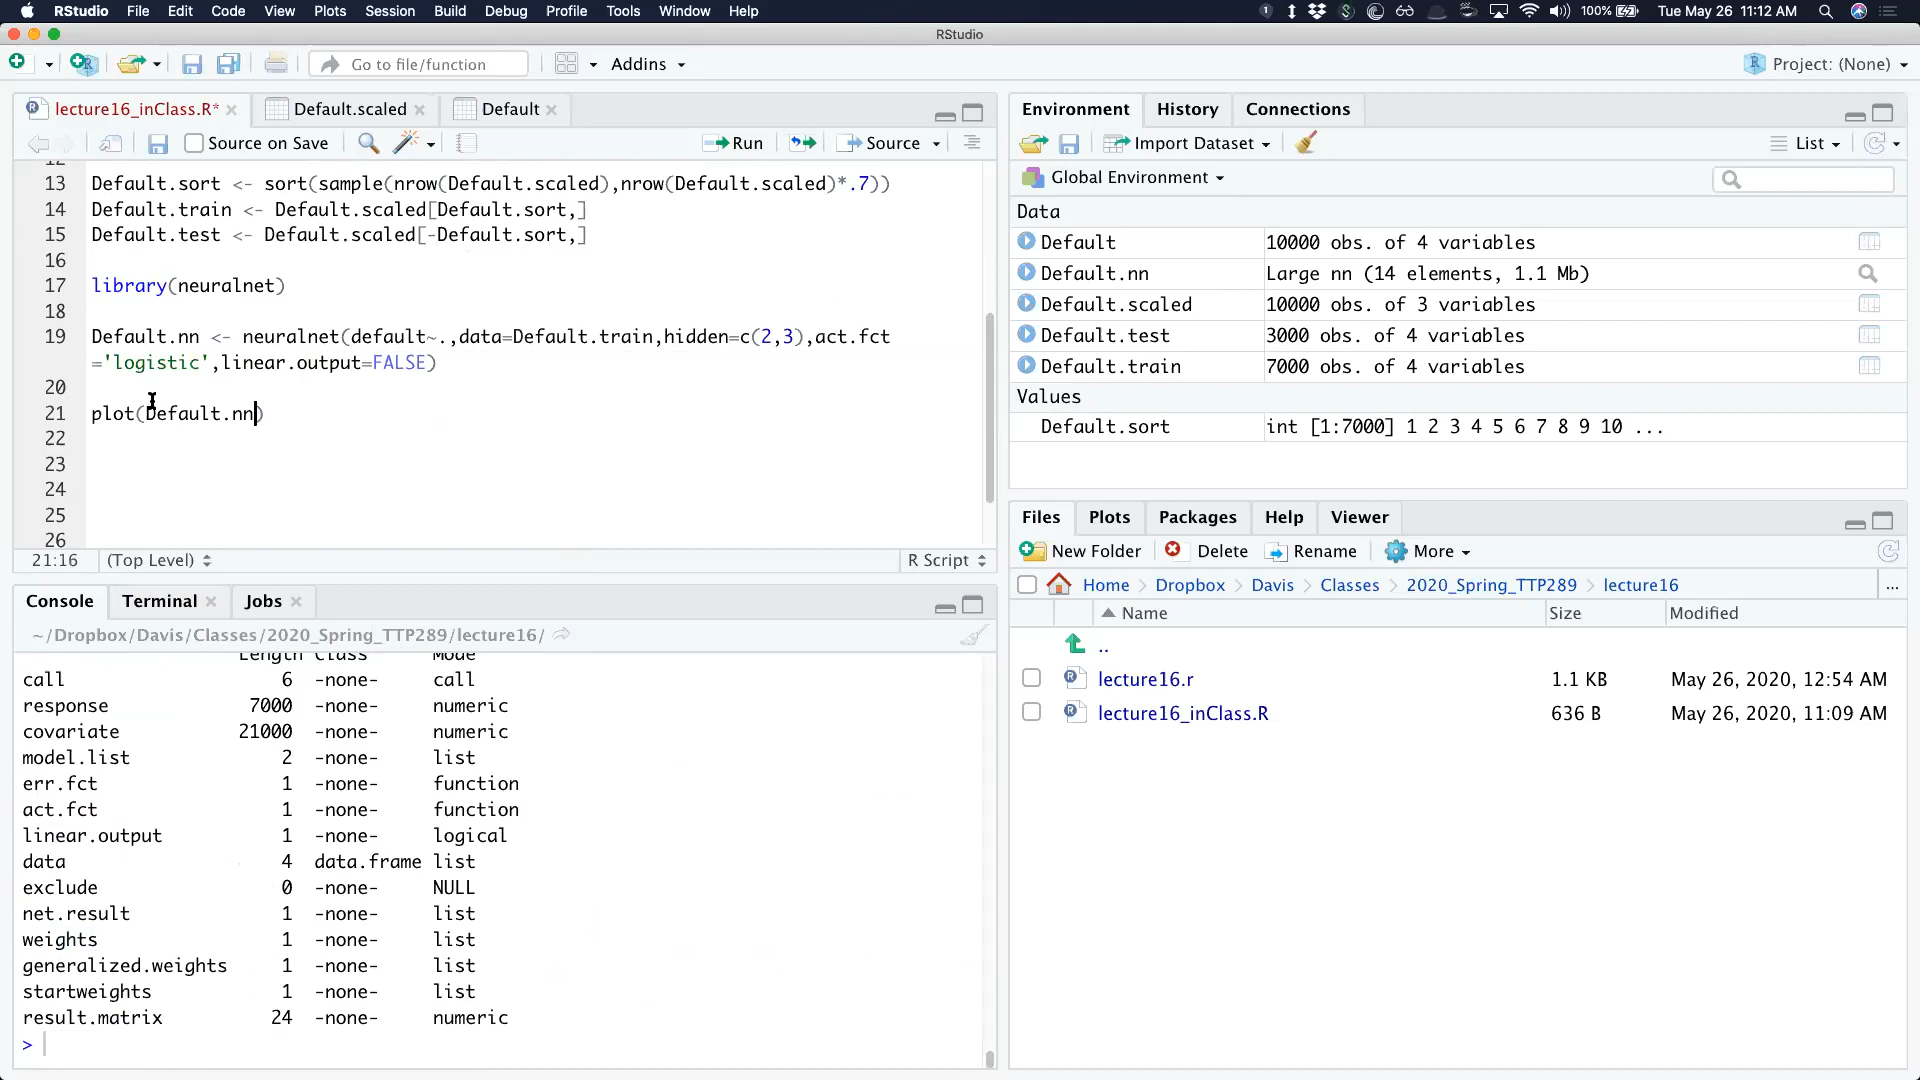 RStudio File Edit Code View Plots Session Build Debug Profile Tools Window Help 100% Tue May 26 11:12 AM
RStudio
Go to file/function Addins Project: (None)
lecture16_inClass.R* Default.scaled Default
Source on Save Run Source
12
13 Default.sort <- sort(sample(nrow(Default.scaled),nrow(Default.scaled)*.7))
14 Default.train <- Default.scaled[Default.sort,]
15 Default.test <- Default.scaled[-Default.sort,]
16
17 library(neuralnet)
18
19 Default.nn <- neuralnet(default~.,data=Default.train,hidden=c(2,3),act.fct
='logistic',linear.output=FALSE)
20
21 plot(Default.nn)
22
23
24
25
26
21:16 (Top Level) R Script
Console Terminal Jobs
~/Dropbox/Davis/Classes/2020_Spring_TTP289/lecture16/
Length Class Mode
call 6 -none- call
response 7000 -none- numeric
covariate 21000 -none- numeric
model.list 2 -none- list
err.fct 1 -none- function
act.fct 1 -none- function
linear.output 1 -none- logical
data 4 data.frame list
exclude 0 -none- NULL
net.result 1 -none- list
weights 1 -none- list
generalized.weights 1 -none- list
startweights 1 -none- list
result.matrix 24 -none- numeric
>
Environment History Connections
Import Dataset List
Global Environment
Data
Default 10000 obs. of 4 variables
Default.nn Large nn (14 elements, 1.1 Mb)
Default.scaled 10000 obs. of 3 variables
Default.test 3000 obs. of 4 variables
Default.train 7000 obs. of 4 variables
Values
Default.sort int [1:7000] 1 2 3 4 5 6 7 8 9 10 ...
Files Plots Packages Help Viewer
New Folder Delete Rename More
Home Dropbox Davis Classes 2020_Spring_TTP289 lecture16 ...
Name Size Modified
..
lecture16.r 1.1 KB May 26, 2020, 12:54 AM
lecture16_inClass.R 636 B May 26, 2020, 11:09 AM